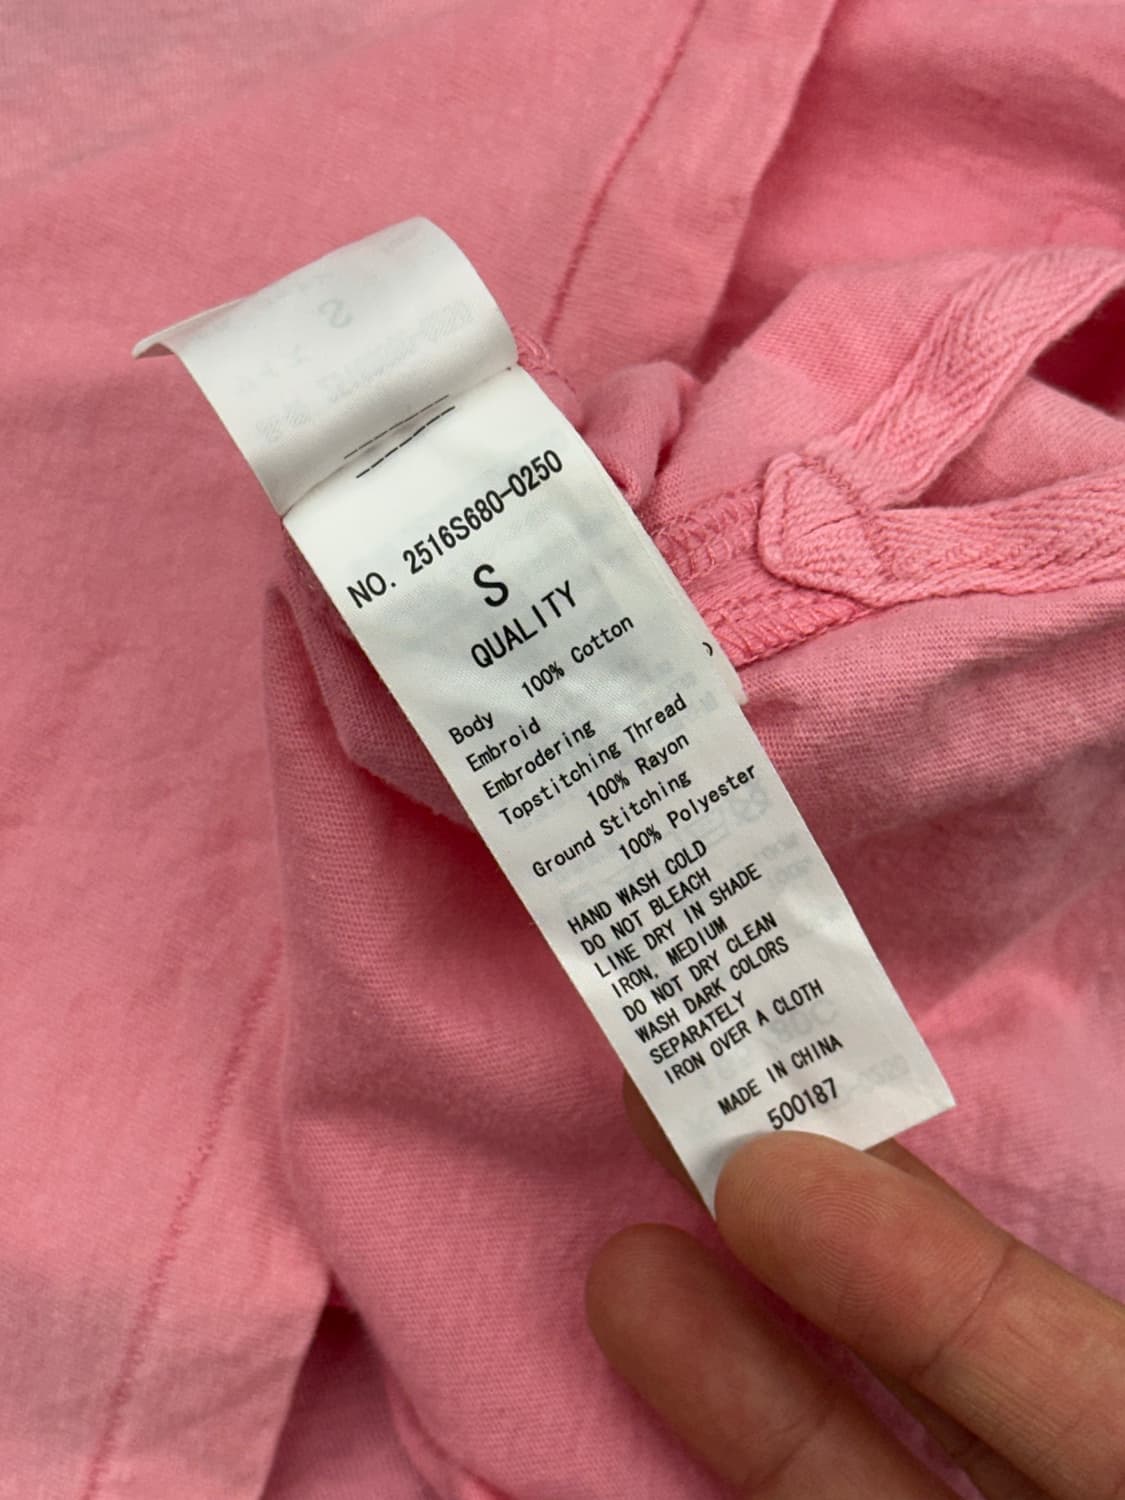 NO. 2516S680-0250
S
QUALITY
Body 100% Cotton
Embroid
Embrodering
Topstitching Thread
100% Rayon
Ground Stitching
100% Polyester
HAND WASH COLD
DO NOT BLEACH
LINE DRY IN SHADE
IRON, MEDIUM
DO NOT DRY CLEAN
WASH DARK COLORS
SEPARATELY
IRON OVER A CLOTH
MADE IN CHINA
500187